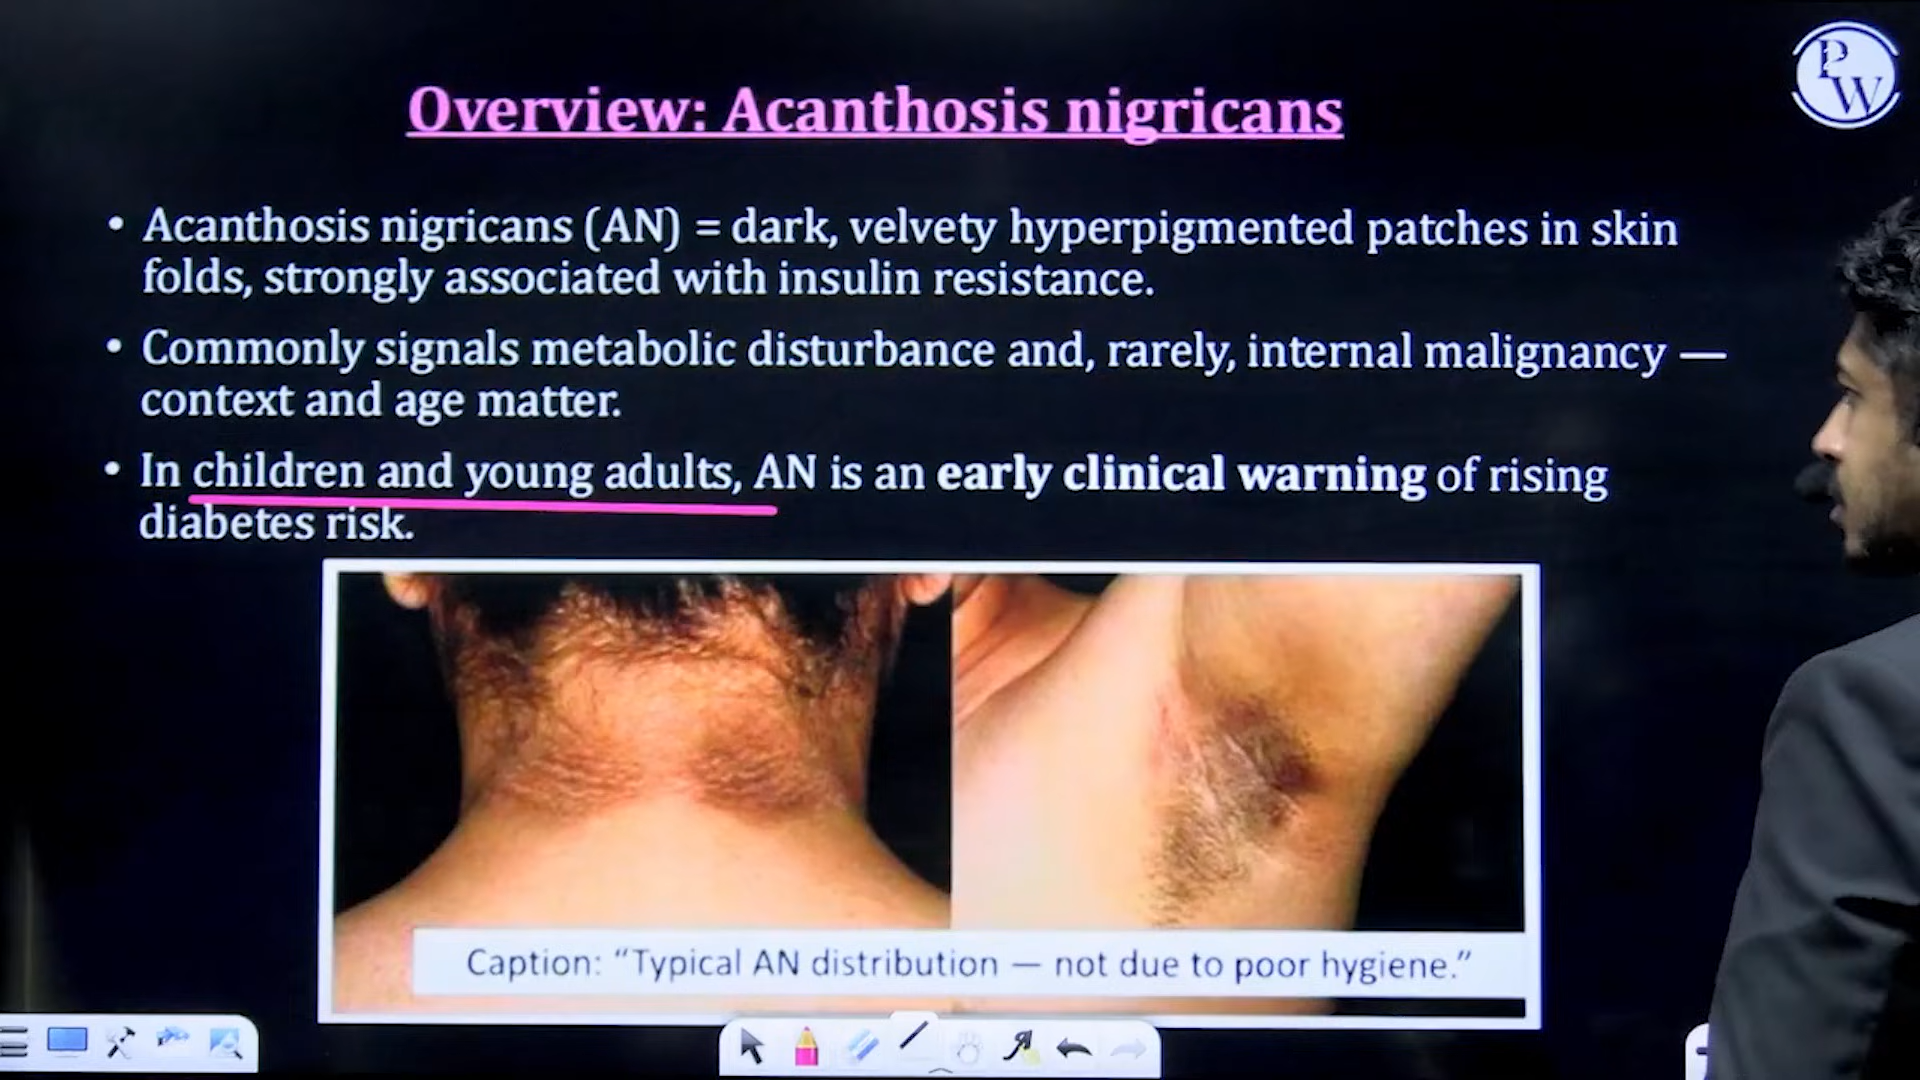 PW
Overview: Acanthosis nigricans
• Acanthosis nigricans (AN) = dark, velvety hyperpigmented patches in skin
folds, strongly associated with insulin resistance.
• Commonly signals metabolic disturbance and, rarely, internal malignancy —
context and age matter.
• In children and young adults, AN is an early clinical warning of rising
diabetes risk.
Caption: “Typical AN distribution — not due to poor hygiene.”